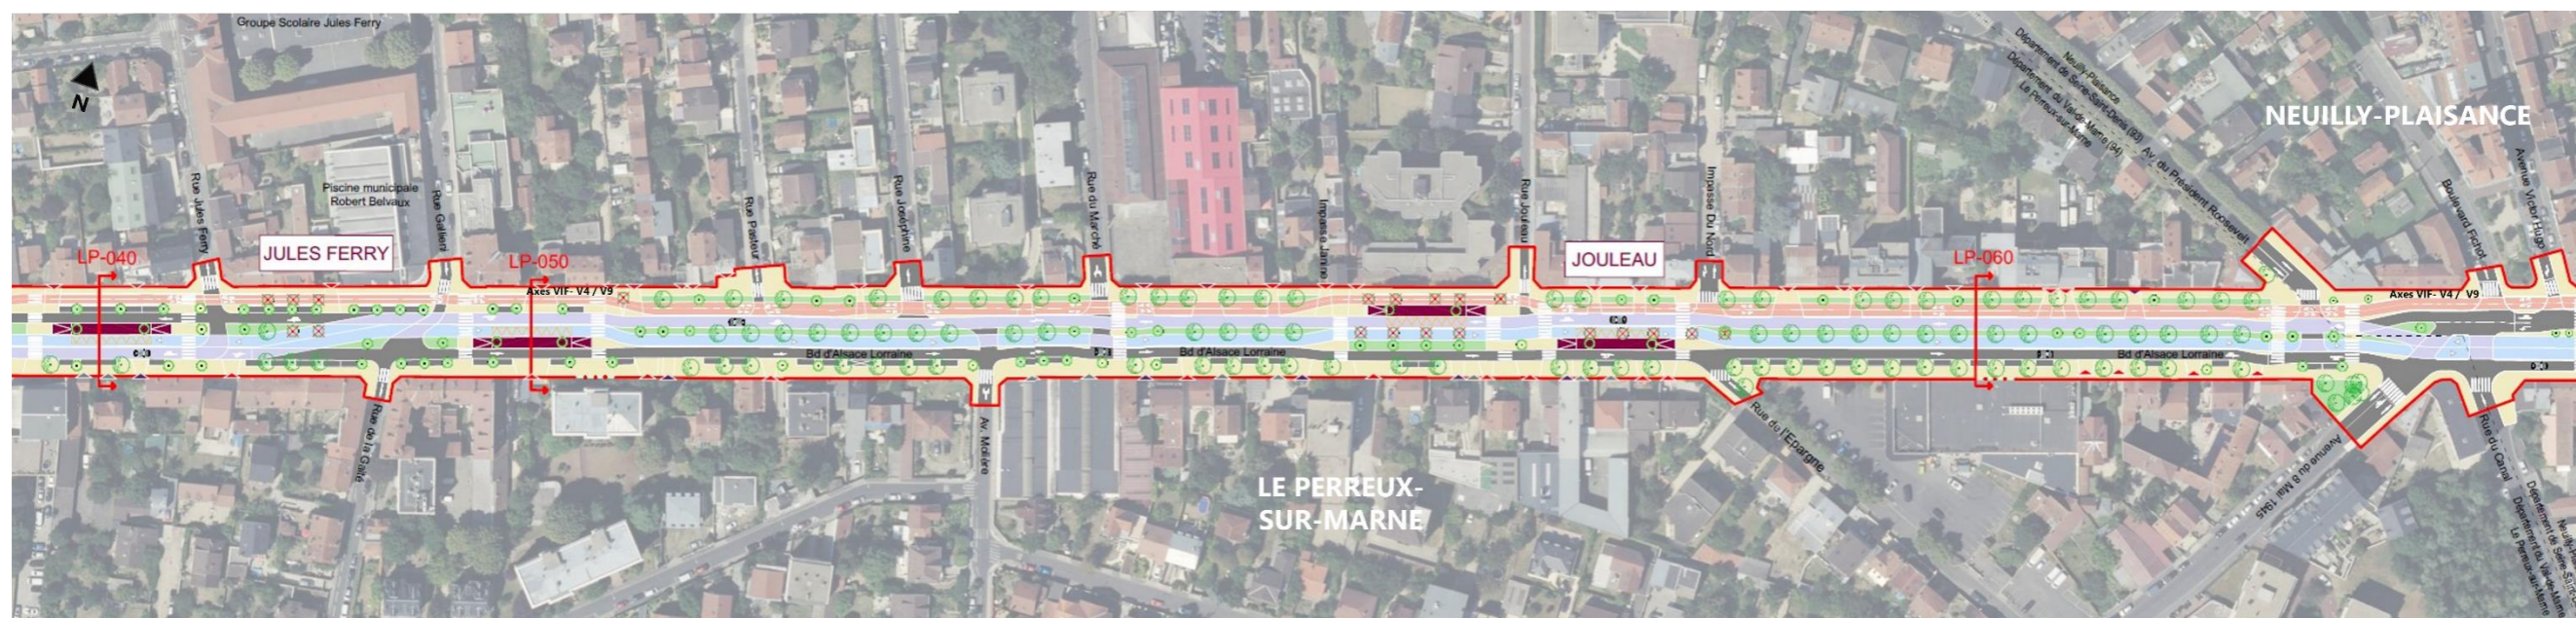 Groupe Scolaire Jules Ferry
N
Piscine municipale
Robert Belvaux
Rue Jules Ferry
Rue Gallieni
Rue Pasteur
Rue Joséphine
Rue du Marché
Impasse Janine
Rue Jouleau
Impasse Du Nord
Neuilly-Plaisance
Département de Seine-Saint-Denis (93)
Département du Val-de-Marne (94)
Le Perreux-sur-Marne
Av. du Président Roosevelt
NEUILLY-PLAISANCE
Boulevard Fichot
Avenue Victor Hugo
LP-040
JULES FERRY
LP-050
JOULEAU
LP-060
Axes VIF- V4 / V9
Axes VIF- V4 / V9
Bd d'Alsace Lorraine
Bd d'Alsace Lorraine
Bd d'Alsace Lorraine
Rue de la Gaîté
Av. Molière
Rue de l'Epargne
Avenue du 8 Mai 1945
Rue du Canal
LE PERREUX-
SUR-MARNE